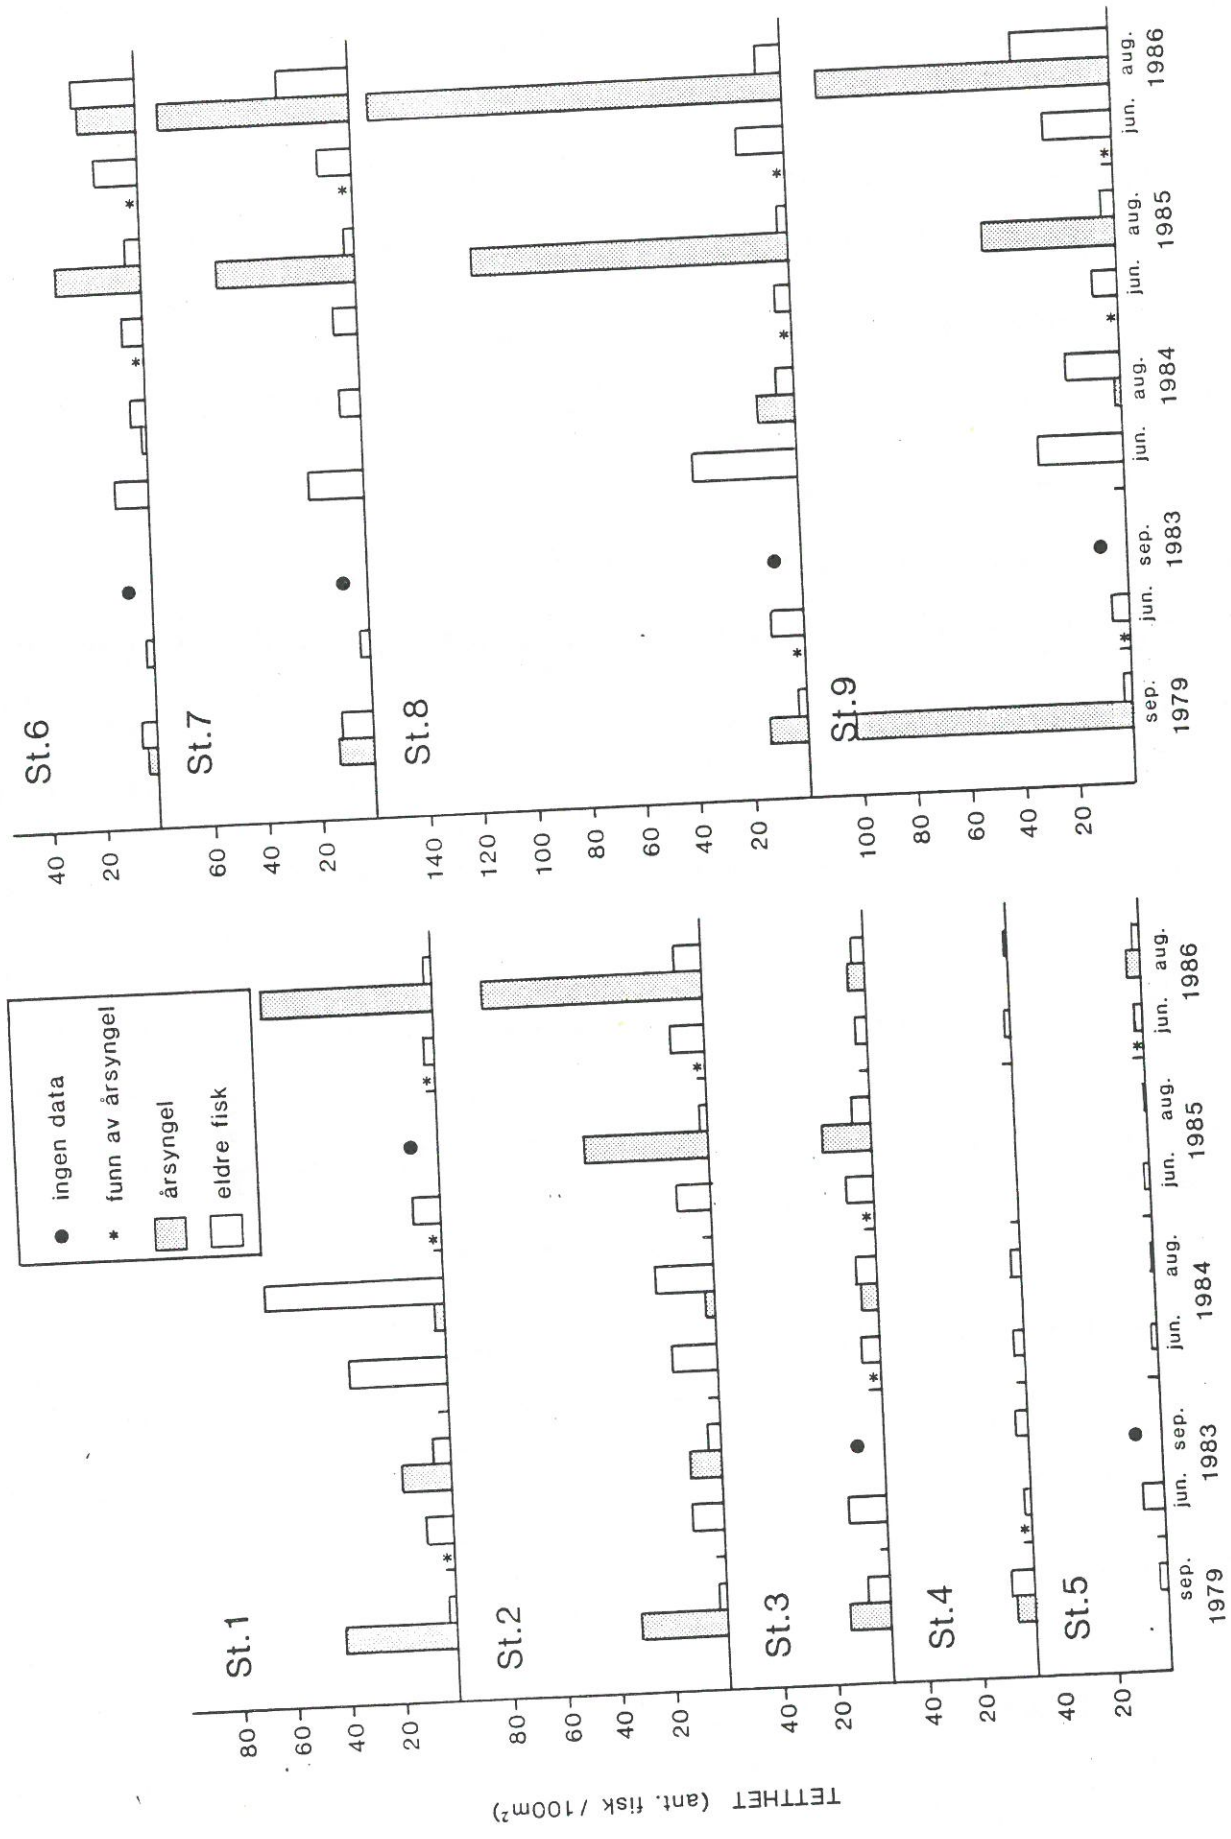 TETTHET (ant. fisk / 100m²)
● ingen data
* funn av årsyngel
årsyngel
eldre fisk
St.1
80
60
40
20
St.2
80
60
40
20
St.3
40
20
St.4
40
20
St.5
40
20
sep. jun. sep. jun. aug. jun. aug. jun. aug.
1979 1983 1984 1985 1986
St.6
40
20
St.7
60
40
20
St.8
140
120
100
80
60
40
20
St.9
100
80
60
40
20
sep. jun. sep. jun. aug. jun. aug. jun. aug.
1979 1983 1984 1985 1986